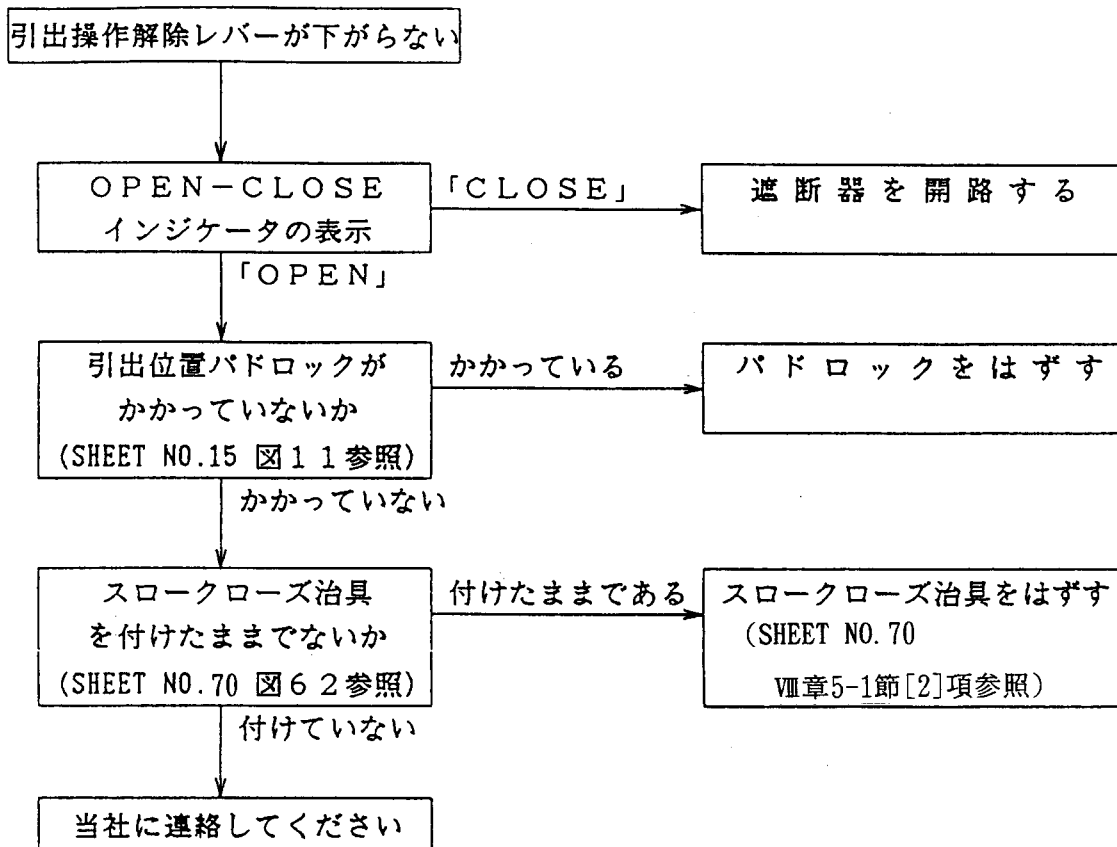 引出操作解除レバーが下がらない
ＯＰＥＮ－ＣＬＯＳＥ
インジケータの表示
「ＣＬＯＳＥ」
遮断器を開路する
「ＯＰＥＮ」
引出位置パドロックが
かかっていないか
(SHEET NO.15 図１１参照)
かかっている
パドロックをはずす
かかっていない
スロークローズ治具
を付けたままでないか
(SHEET NO.70 図６２参照)
付けたままである
スロークローズ治具をはずす
(SHEET NO.70
Ⅷ章5-1節[2]項参照)
付けていない
当社に連絡してください